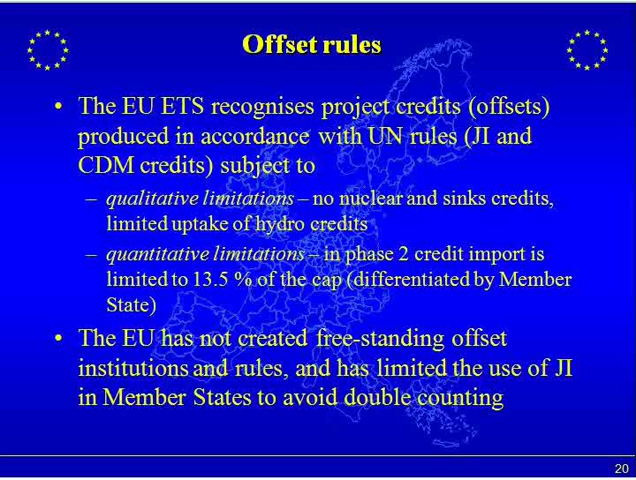 Offset rules
• The EU ETS recognises project credits (offsets)
produced in accordance with UN rules (JI and
CDM credits) subject to
– qualitative limitations – no nuclear and sinks credits,
limited uptake of hydro credits
– quantitative limitations – in phase 2 credit import is
limited to 13.5 % of the cap (differentiated by Member
State)
• The EU has not created free-standing offset
institutions and rules, and has limited the use of JI
in Member States to avoid double counting
20